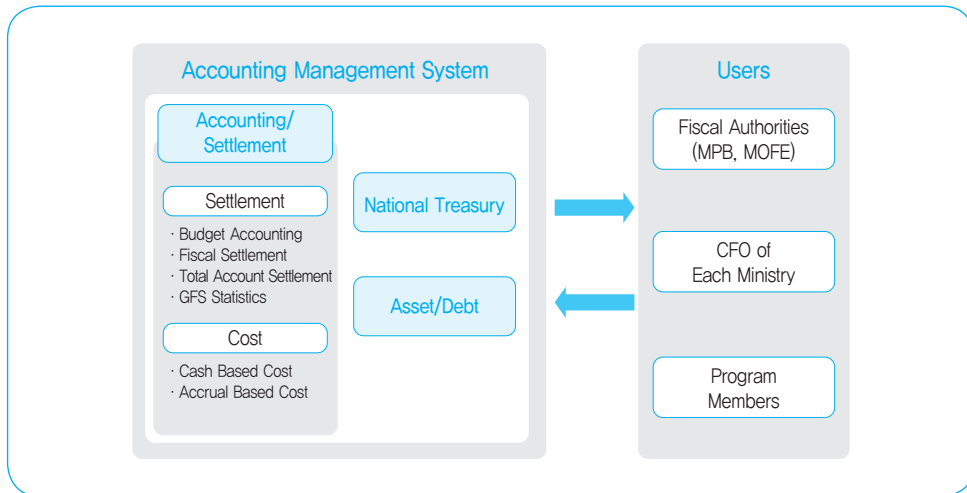 Accounting Management System
Accounting/
Settlement
Settlement
· Budget Accounting
· Fiscal Settlement
· Total Account Settlement
· GFS Statistics
Cost
· Cash Based Cost
· Accrual Based Cost
National Treasury
Asset/Debt
Users
Fiscal Authorities
(MPB, MOFE)
CFO of
Each Ministry
Program
Members